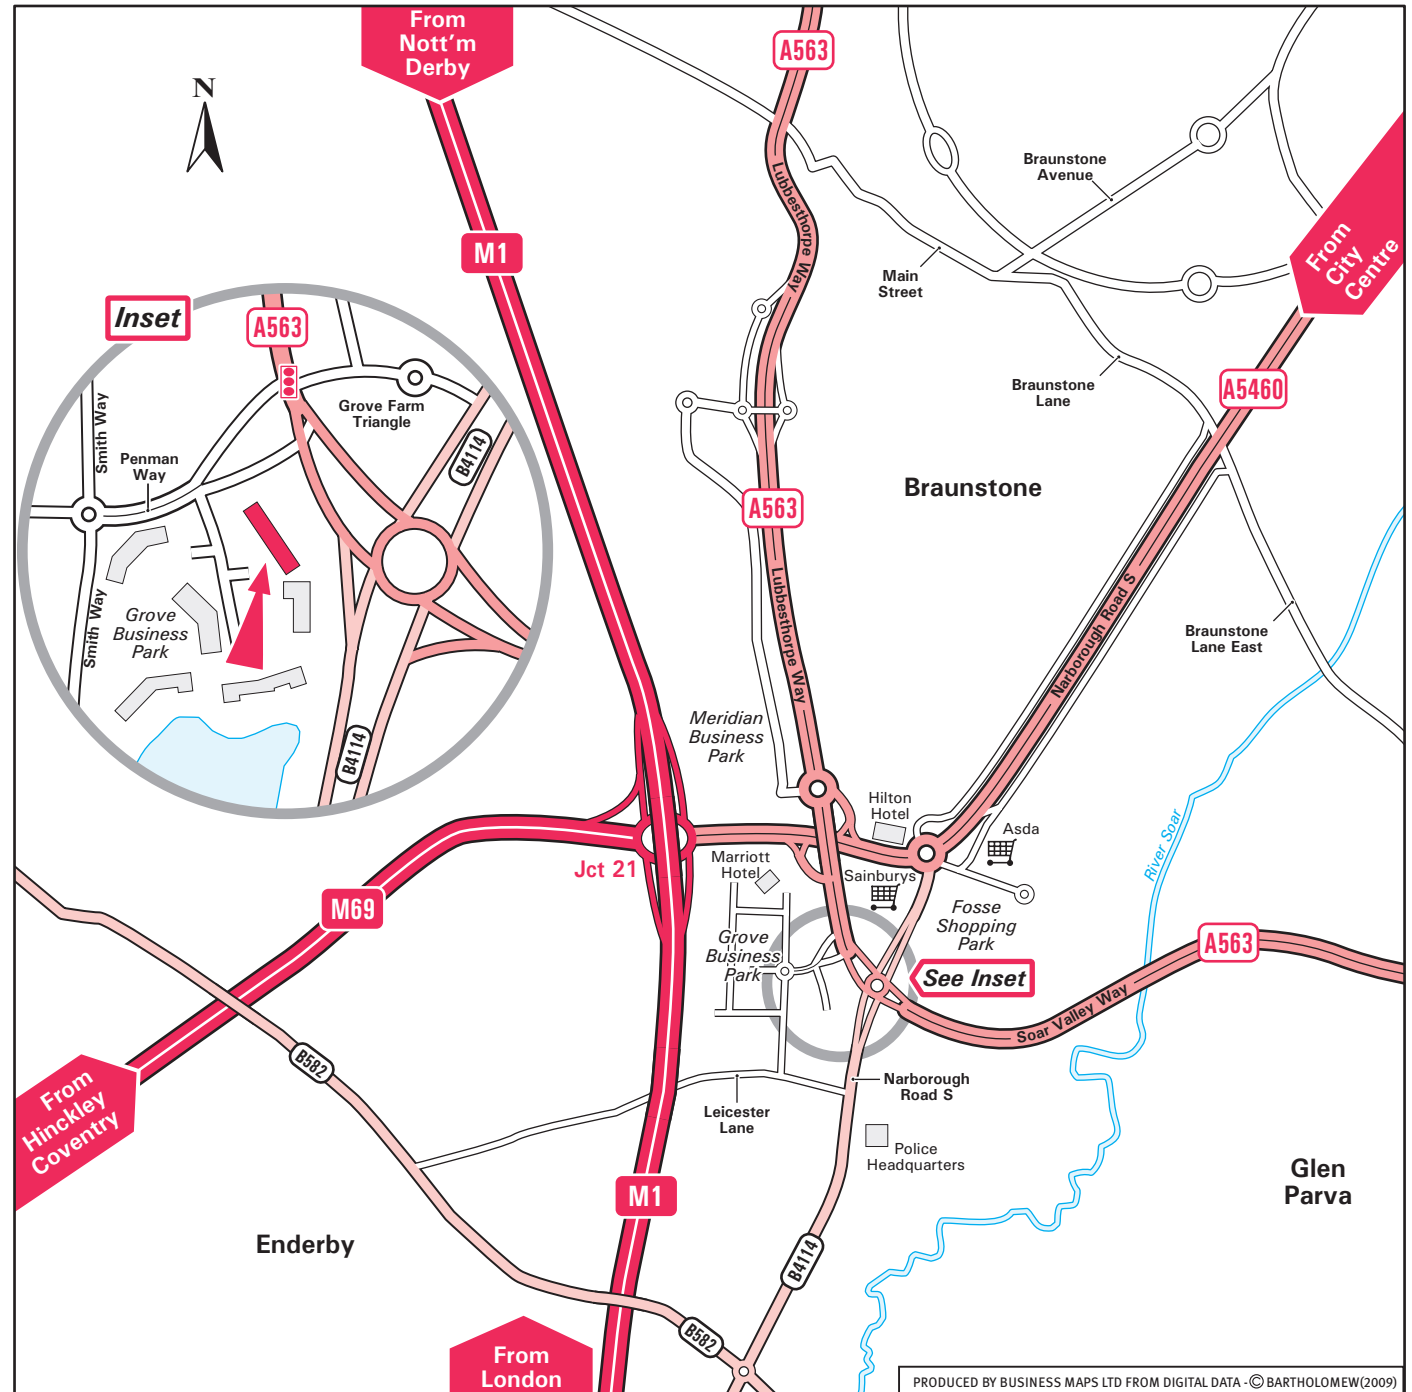 From
Nott'm
Derby
A563
N
Braunstone
Avenue
Lubbesthorpe Way
M1
From
City
Centre
Main
Street
Inset
A563
Braunstone
Lane
A5460
Smith Way
Grove Farm
Triangle
B4114
Penman
Way
Braunstone
A563
Lubbesthorpe Way
Narborough Road S
Smith Way
Grove
Business
Park
Braunstone
Lane East
B4114
Meridian
Business
Park
Hilton
Hotel
Asda
River Soar
Jct 21
Marriott
Hotel
Sainburys
M69
Fosse
Shopping
Park
Grove
Business
Park
A563
See Inset
Soar Valley Way
B582
Narborough
Road S
From
Hinckley
Coventry
Leicester
Lane
Police
Headquarters
Glen
Parva
M1
Enderby
B4114
B582
From
London
PRODUCED BY BUSINESS MAPS LTD FROM DIGITAL DATA - © BARTHOLOMEW(2009)